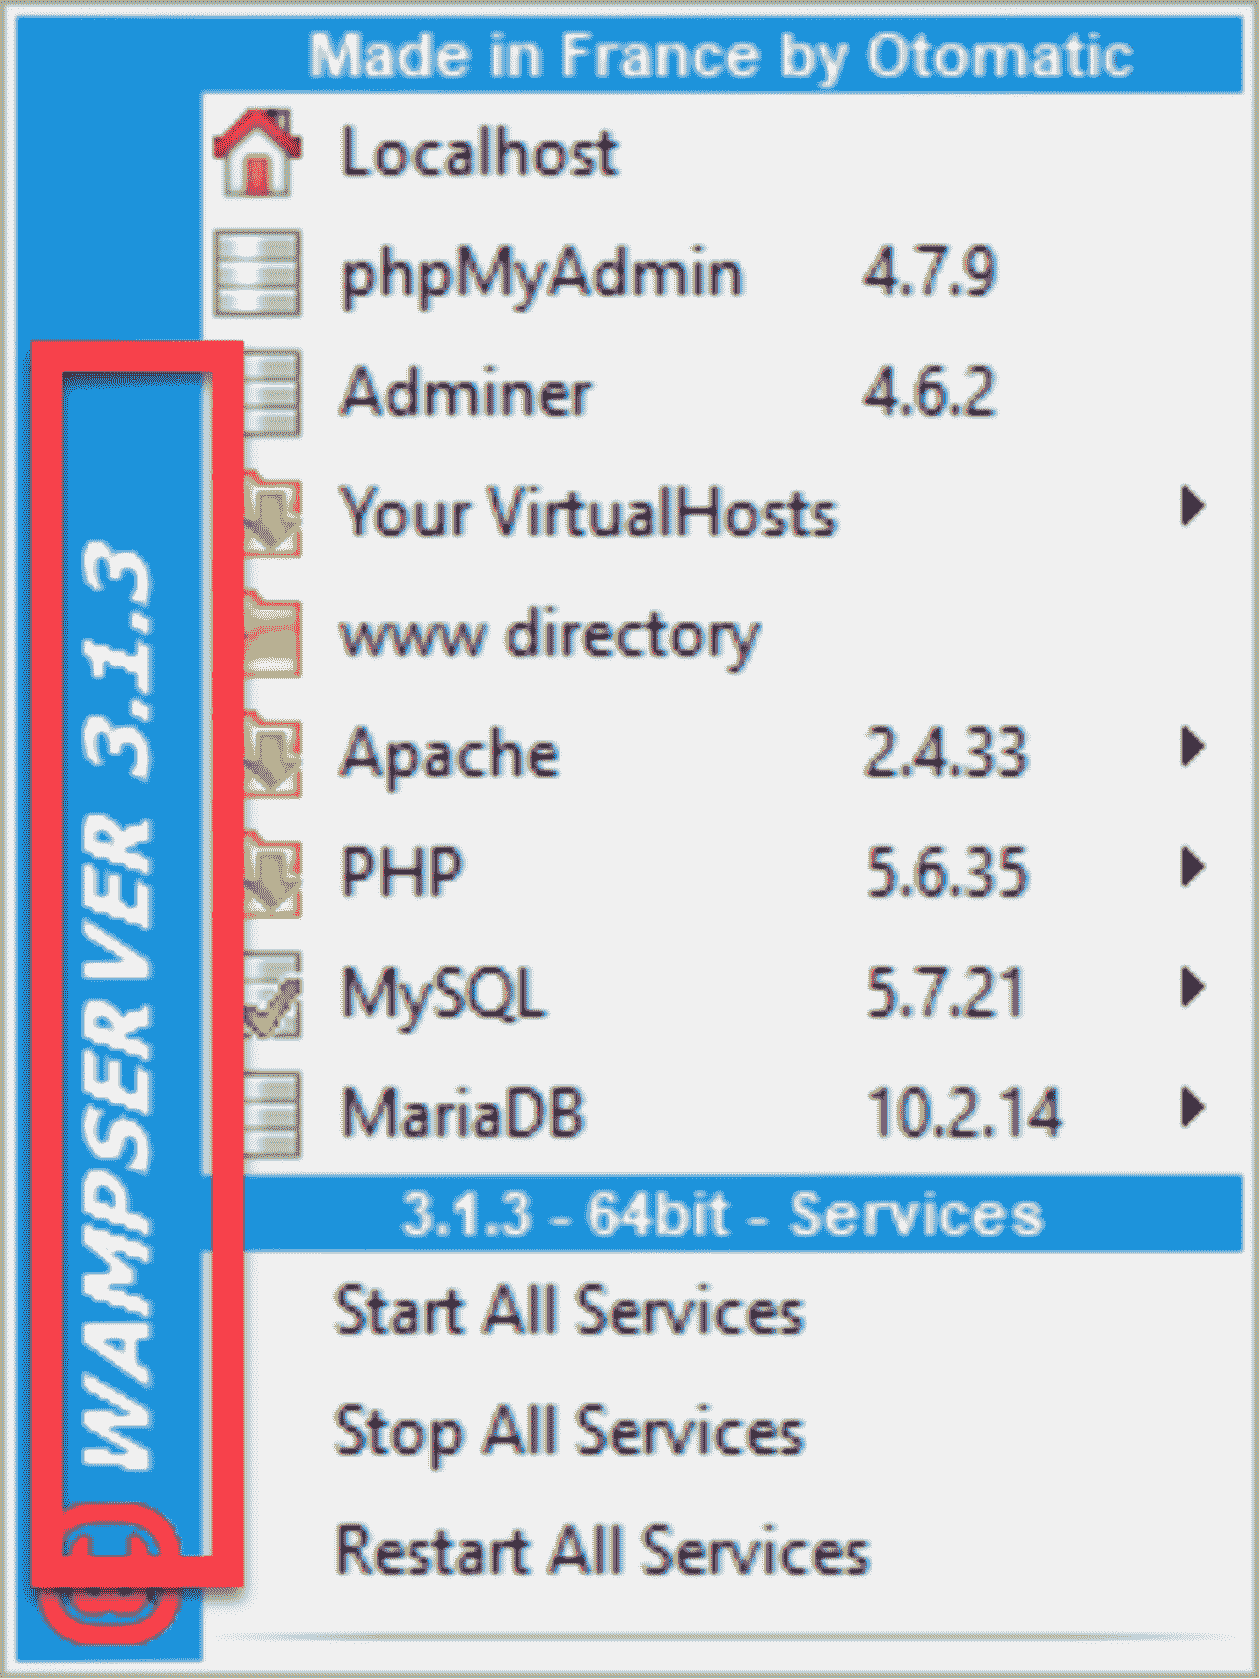 Made in France by Otomatic
Localhost
phpMyAdmin 4.7.9
Adminer 4.6.2
Your VirtualHosts
www directory
Apache 2.4.33
PHP 5.6.35
MySQL 5.7.21
MariaDB 10.2.14
3.1.3 - 64bit - Services
Start All Services
Stop All Services
Restart All Services
WAMPSERVER 3.1.3